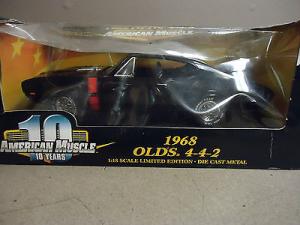 AMERICAN MUSCLE
10
AMERICAN MUSCLE
10 YEARS
1968
OLDS. 4-4-2
1:18 SCALE LIMITED EDITION • DIE CAST METAL